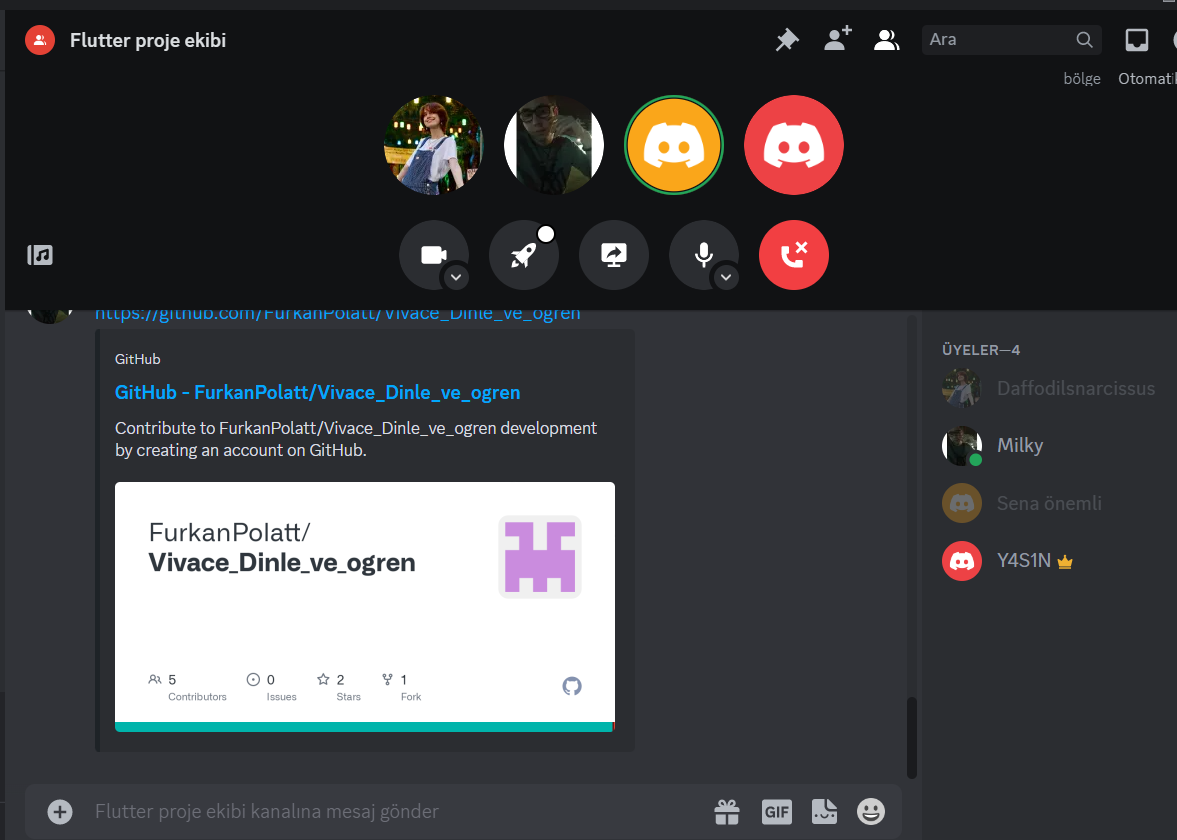 Flutter proje ekibi
Ara
bölge
Otomatik
https://github.com/FurkanPolatt/Vivace_Dinle_ve_ogren
GitHub
GitHub - FurkanPolatt/Vivace_Dinle_ve_ogren
Contribute to FurkanPolatt/Vivace_Dinle_ve_ogren development
by creating an account on GitHub.
FurkanPolatt/
Vivace_Dinle_ve_ogren
5
Contributors
0
Issues
2
Stars
1
Fork
ÜYELER—4
Daffodilsnarcissus
Milky
Sena önemli
Y4S1N
Flutter proje ekibi kanalına mesaj gönder
GIF